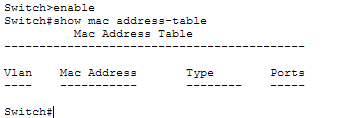 Switch>enable
Switch#show mac address-table
          Mac Address Table
-------------------------------------------

Vlan    Mac Address       Type        Ports
----    -----------       --------    -----

Switch#